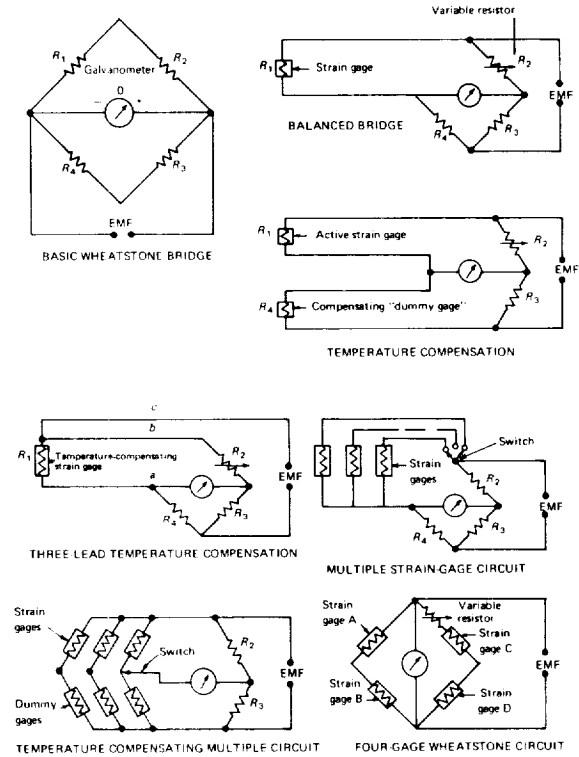 R1
R2
Galvanometer
0
− +
R4
R3
EMF
BASIC WHEATSTONE BRIDGE
Variable resistor
R1
Strain gage
R2
EMF
R4
R3
BALANCED BRIDGE
R1
Active strain gage
R2
EMF
R3
R4
Compensating "dummy gage"
TEMPERATURE COMPENSATION
c
b
R1
Temperature-compensating
strain gage
R2
a
EMF
R4
R3
THREE-LEAD TEMPERATURE COMPENSATION
Switch
Strain
gages
R2
EMF
R4
R3
MULTIPLE STRAIN-GAGE CIRCUIT
Strain
gages
R2
Switch
EMF
R3
Dummy
gages
TEMPERATURE COMPENSATING MULTIPLE CIRCUIT
Strain
gage A
Variable
resistor
Strain
gage C
EMF
Strain
gage B
Strain
gage D
FOUR-GAGE WHEATSTONE CIRCUIT